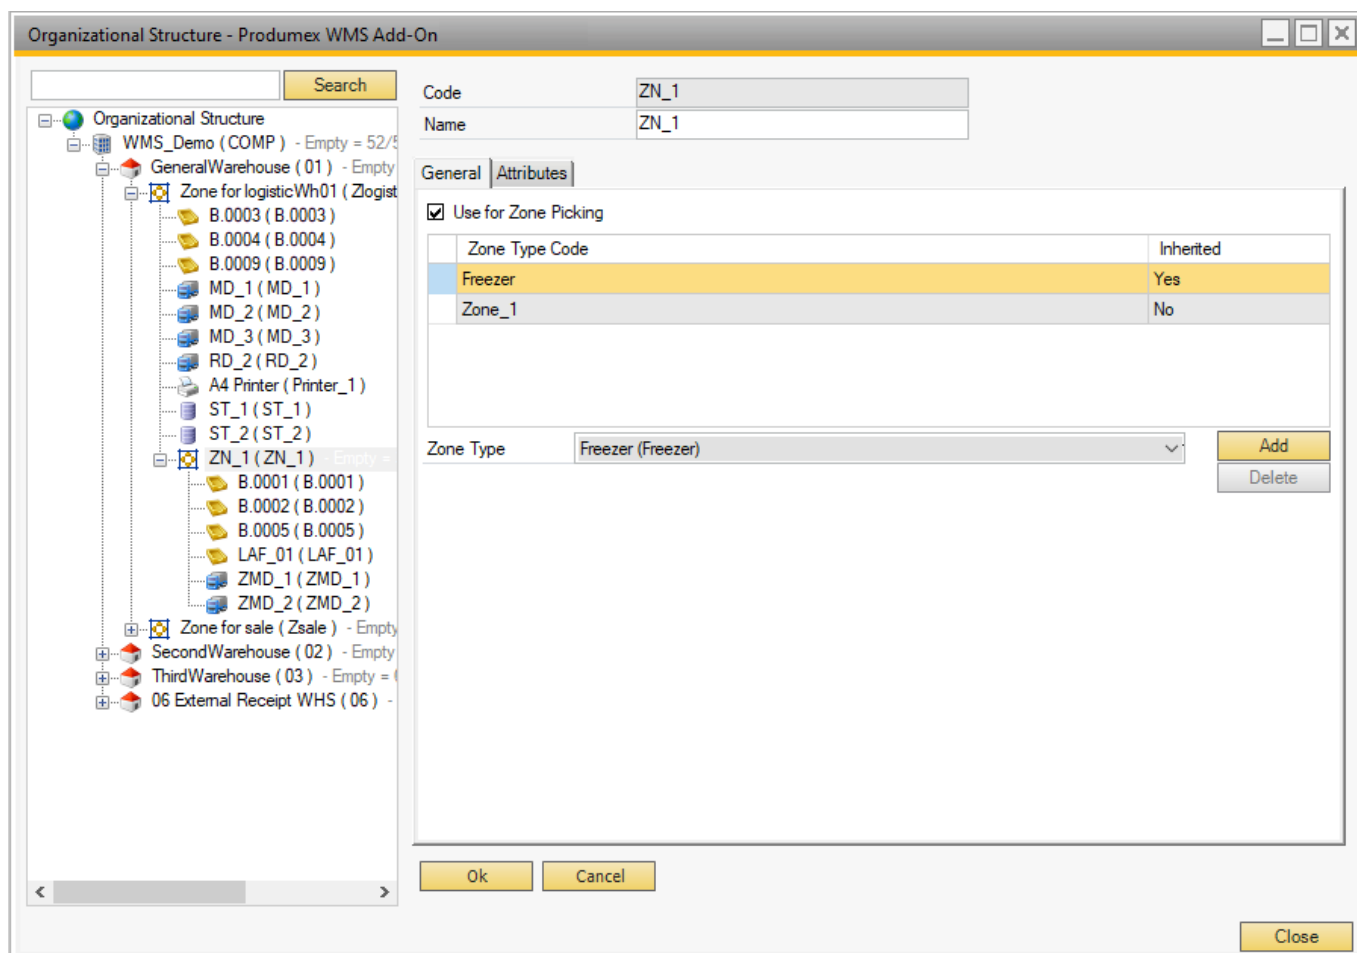 Organizational Structure - Produmex WMS Add-On
Search
Organizational Structure
WMS_Demo ( COMP ) - Empty = 52/5
GeneralWarehouse ( 01 ) - Empty
Zone for logisticWh01 ( Zlogist
B.0003 ( B.0003 )
B.0004 ( B.0004 )
B.0009 ( B.0009 )
MD_1 ( MD_1 )
MD_2 ( MD_2 )
MD_3 ( MD_3 )
RD_2 ( RD_2 )
A4 Printer ( Printer_1 )
ST_1 ( ST_1 )
ST_2 ( ST_2 )
ZN_1 ( ZN_1 ) - Empty =
B.0001 ( B.0001 )
B.0002 ( B.0002 )
B.0005 ( B.0005 )
LAF_01 ( LAF_01 )
ZMD_1 ( ZMD_1 )
ZMD_2 ( ZMD_2 )
Zone for sale ( Zsale ) - Empty
SecondWarehouse ( 02 ) - Empty
ThirdWarehouse ( 03 ) - Empty =
06 External Receipt WHS ( 06 ) -
Code ZN_1
Name ZN_1
General Attributes
Use for Zone Picking
Zone Type Code Inherited
Freezer Yes
Zone_1 No
Zone Type Freezer (Freezer) Add
Delete
Ok Cancel
Close